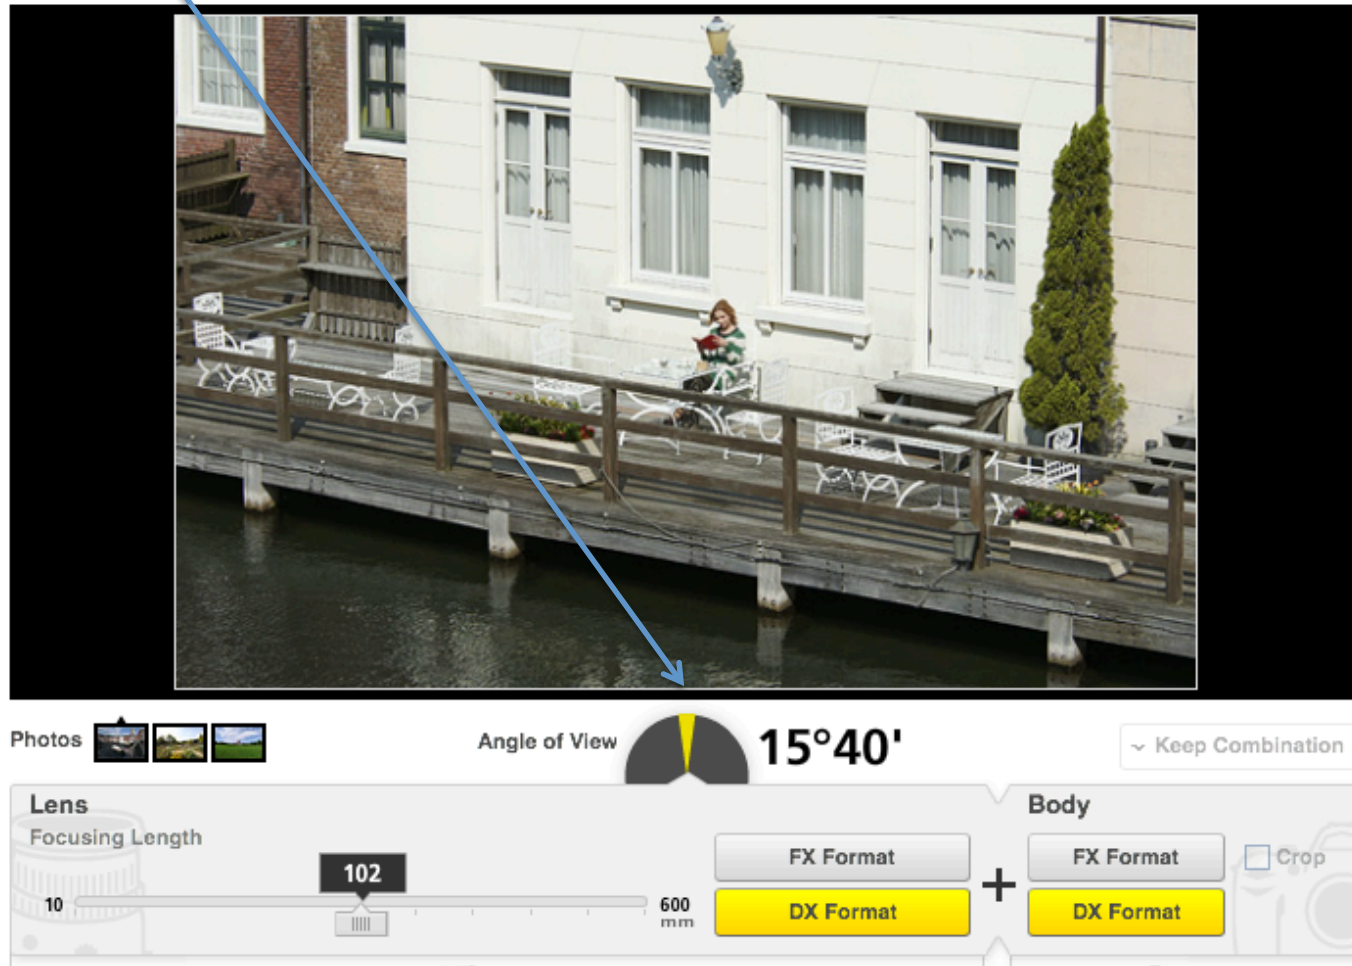 Photos
Angle of View
15°40'
Keep Combination
Lens
Body
Focusing Length
102
10
600
mm
FX Format
DX Format
+
FX Format
Crop
DX Format